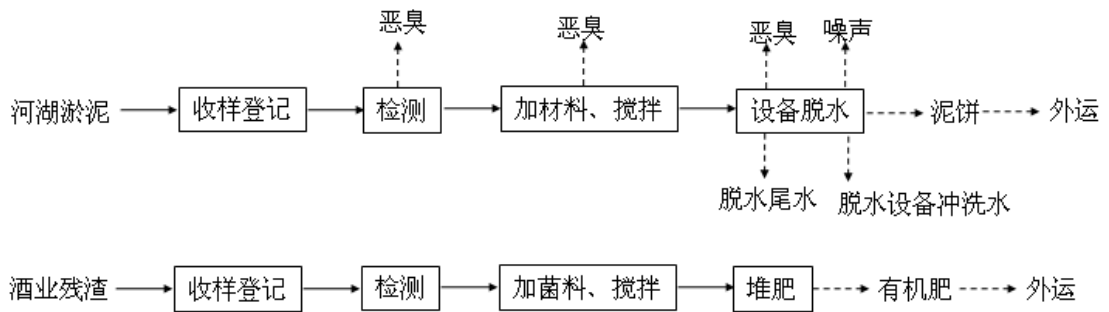 恶臭 恶臭 恶臭 噪声
河湖淤泥 收样登记 检测 加材料、搅拌 设备脱水 泥饼 外运
脱水尾水 脱水设备冲洗水
酒业残渣 收样登记 检测 加菌料、搅拌 堆肥 有机肥 外运